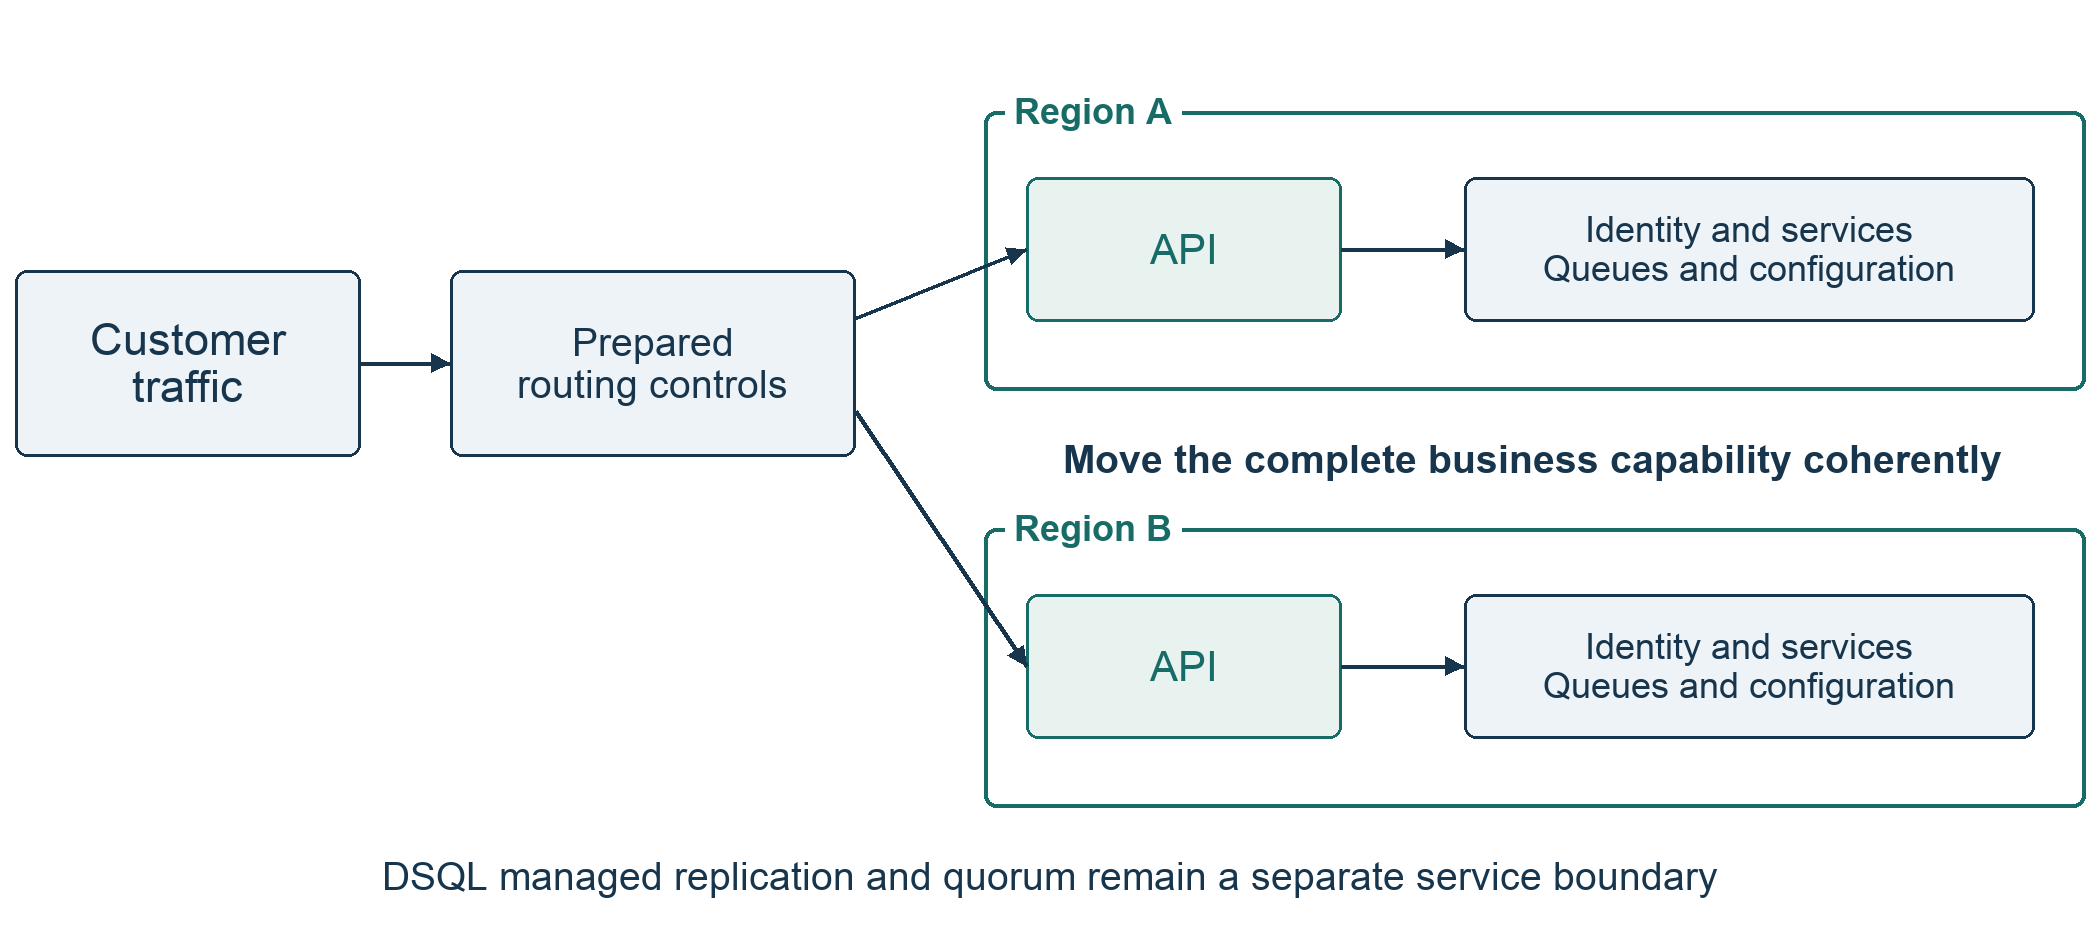 Customer
traffic
Prepared
routing controls
Region A
API
Identity and services
Queues and configuration
Move the complete business capability coherently
Region B
API
Identity and services
Queues and configuration
DSQL managed replication and quorum remain a separate service boundary